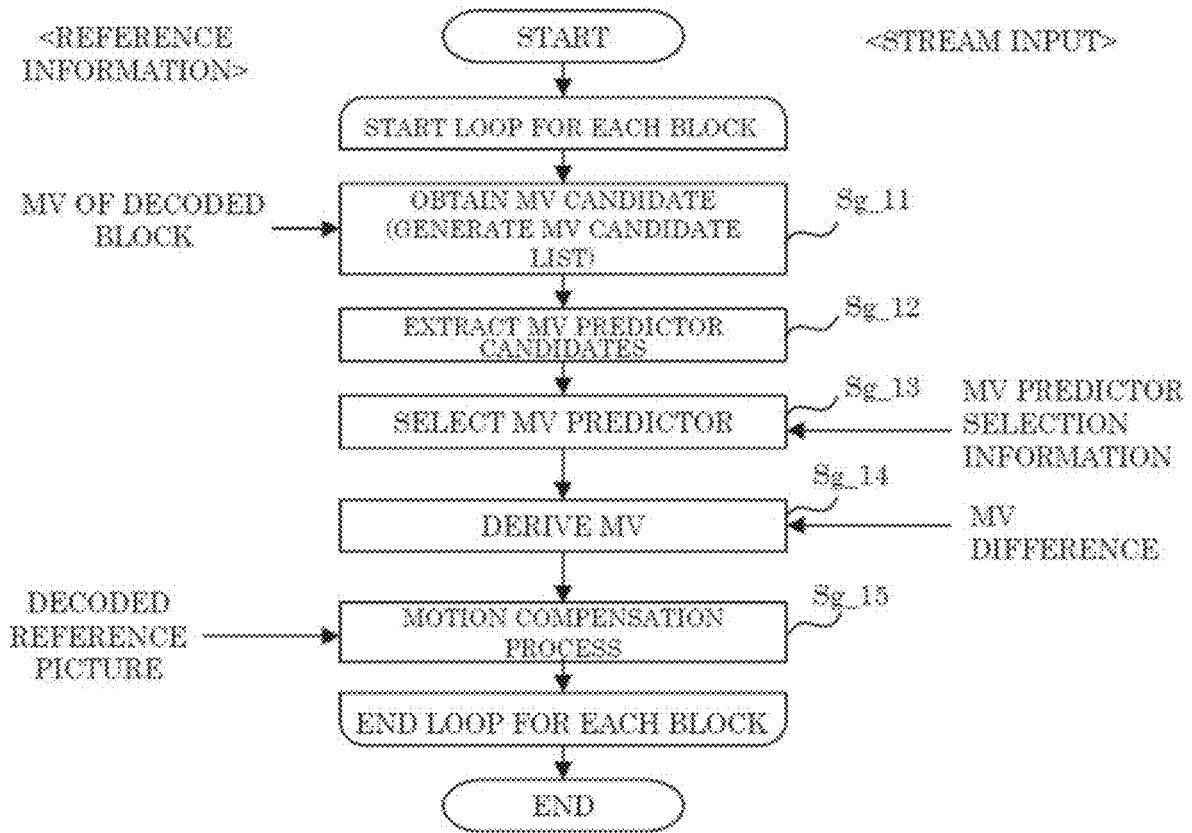 <REFERENCE
INFORMATION>
START
<STREAM INPUT>
START LOOP FOR EACH BLOCK
MV OF DECODED
BLOCK
OBTAIN MV CANDIDATE
(GENERATE MV CANDIDATE
LIST)
Sg_11
EXTRACT MV PREDICTOR
CANDIDATES
Sg_12
SELECT MV PREDICTOR
Sg_13
MV PREDICTOR
SELECTION
INFORMATION
DERIVE MV
Sg_14
MV
DIFFERENCE
DECODED
REFERENCE
PICTURE
MOTION COMPENSATION
PROCESS
Sg_15
END LOOP FOR EACH BLOCK
END